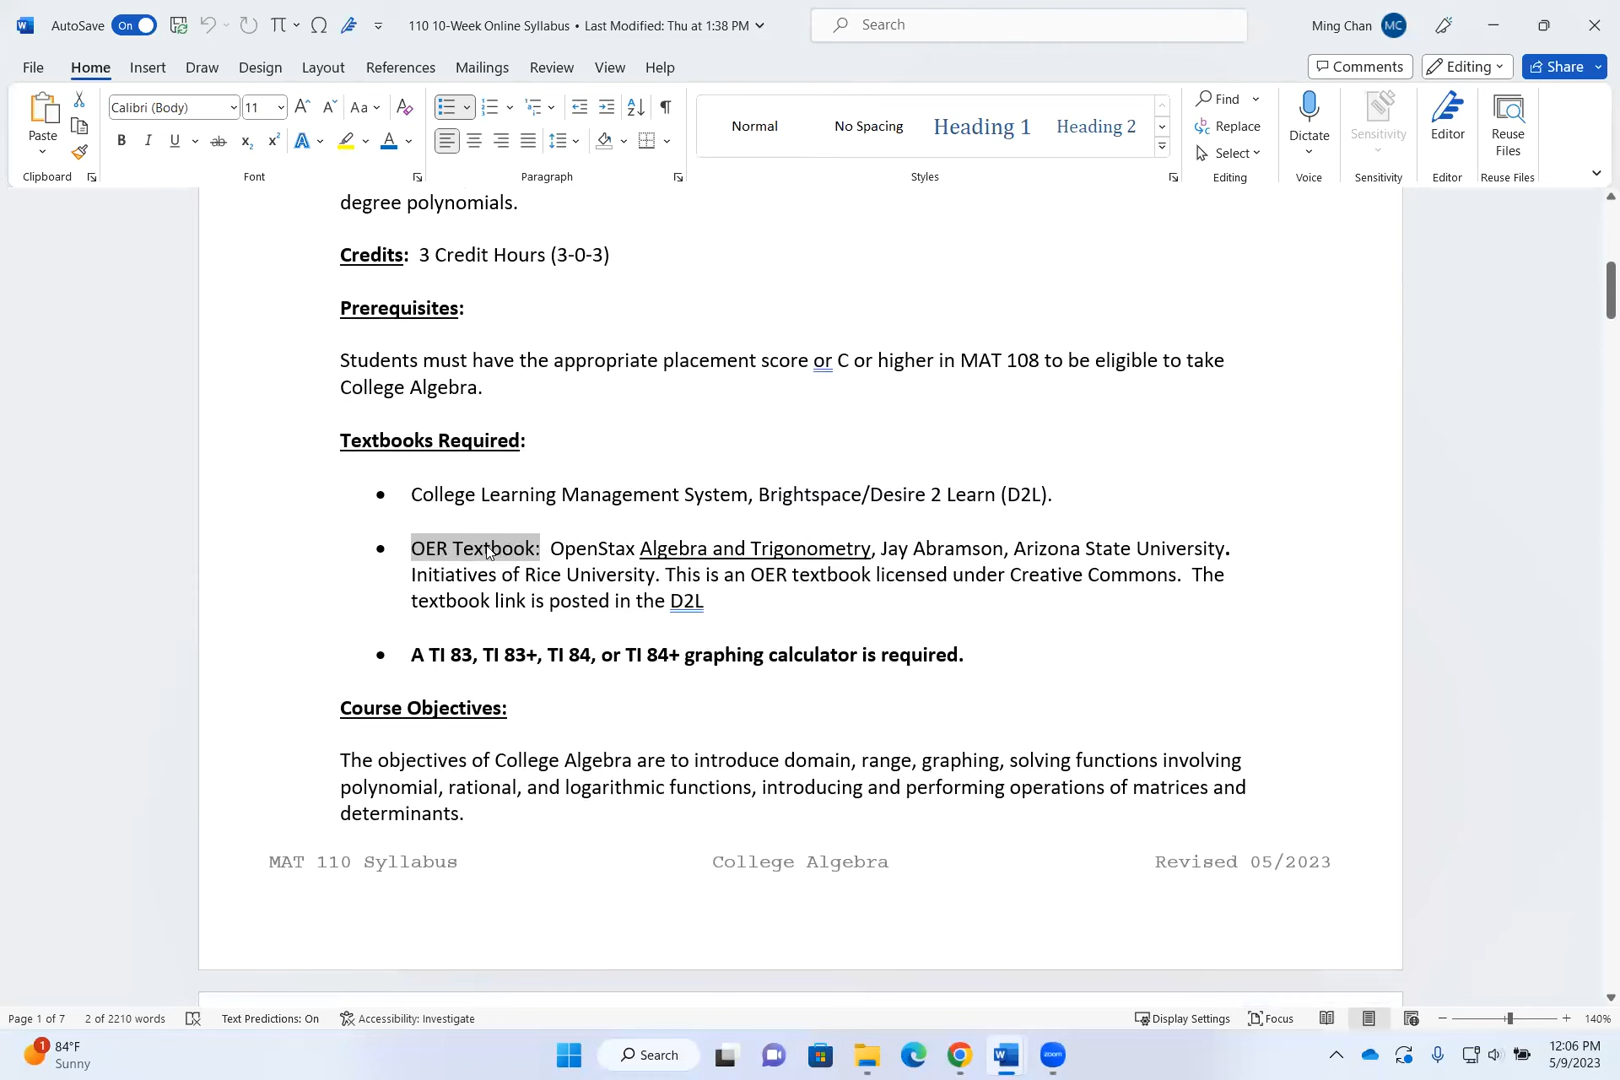 AutoSave On 110 10-Week Online Syllabus • Last Modified: Thu at 1:38 PM Search Ming Chan MC
File Home Insert Draw Design Layout References Mailings Review View Help Comments Editing Share
Paste Calibri (Body) 11 Normal No Spacing Heading 1 Heading 2 Find Replace Select Dictate Sensitivity Editor Reuse Files
Clipboard Font Paragraph Styles Editing Voice Sensitivity Editor Reuse Files
degree polynomials.
Credits: 3 Credit Hours (3-0-3)
Prerequisites:
Students must have the appropriate placement score or C or higher in MAT 108 to be eligible to take
College Algebra.
Textbooks Required:
• College Learning Management System, Brightspace/Desire 2 Learn (D2L).
• OER Textbook: OpenStax Algebra and Trigonometry, Jay Abramson, Arizona State University.
Initiatives of Rice University. This is an OER textbook licensed under Creative Commons. The
textbook link is posted in the D2L
• A TI 83, TI 83+, TI 84, or TI 84+ graphing calculator is required.
Course Objectives:
The objectives of College Algebra are to introduce domain, range, graphing, solving functions involving
polynomial, rational, and logarithmic functions, introducing and performing operations of matrices and
determinants.
MAT 110 Syllabus College Algebra Revised 05/2023
Page 1 of 7 2 of 2210 words Text Predictions: On Accessibility: Investigate Display Settings Focus 140%
1 84°F Search zoom 12:06 PM
Sunny 5/9/2023